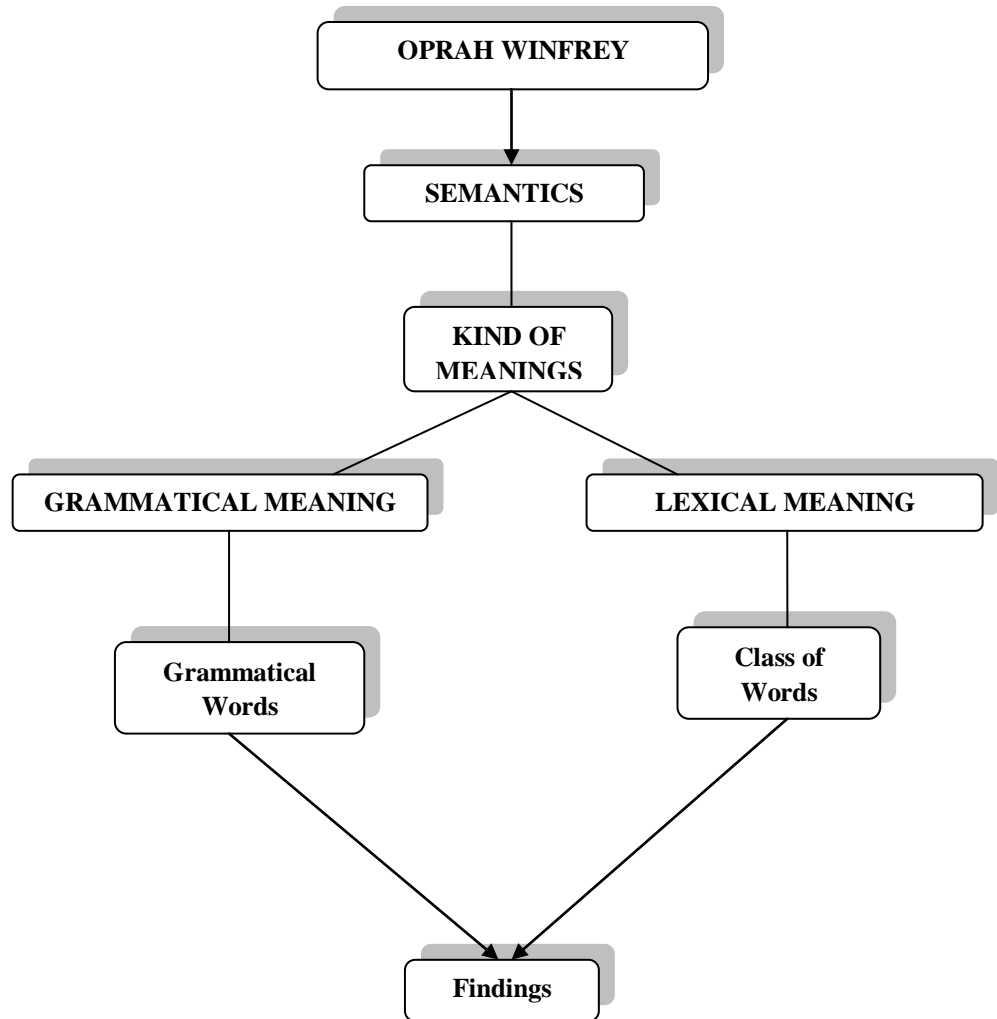 OPRAH WINFREY
SEMANTICS
KIND OF
MEANINGS
GRAMMATICAL MEANING
LEXICAL MEANING
Grammatical
Words
Class of
Words
Findings